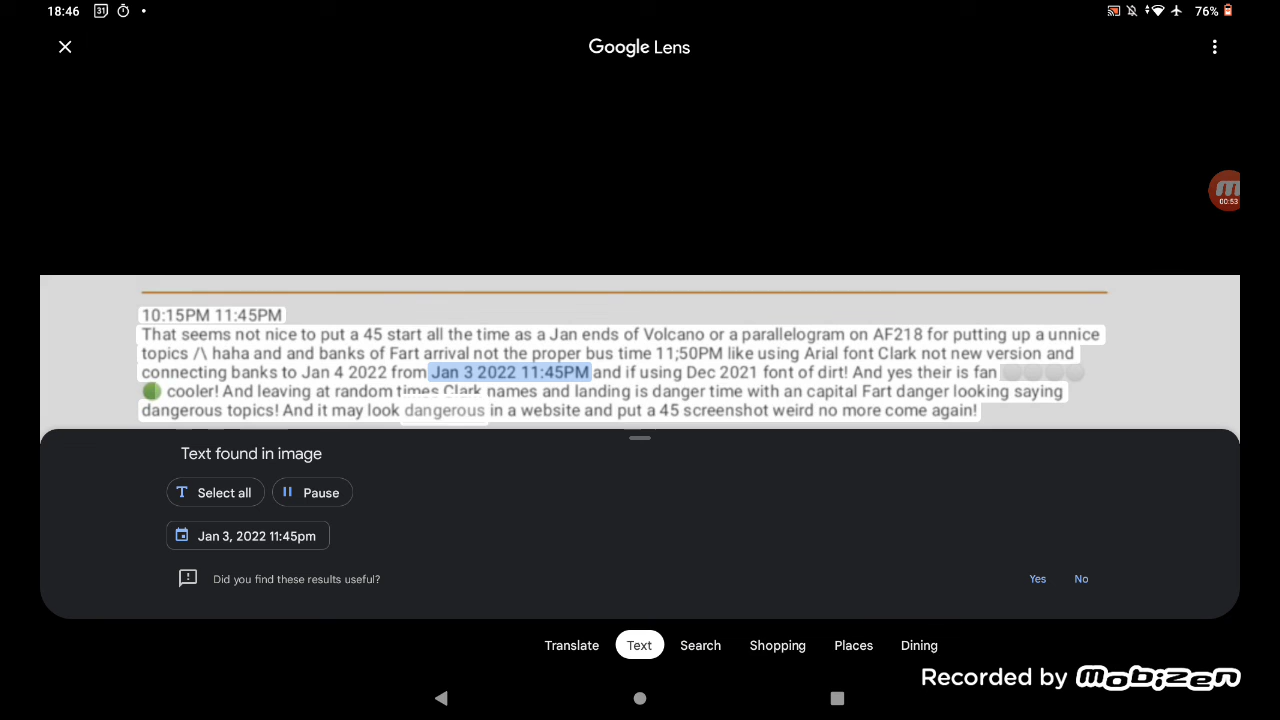 18:46
31
76%
Google Lens
00:53
10:15PM 11:45PM
That seems not nice to put a 45 start all the time as a Jan ends of Volcano or a parallelogram on AF218 for putting up a unnice
topics /\ haha and and banks of Fart arrival not the proper bus time 11;50PM like using Arial font Clark not new version and
connecting banks to Jan 4 2022 from Jan 3 2022 11:45PM and if using Dec 2021 font of dirt! And yes their is fan
cooler! And leaving at random times Clark names and landing is danger time with an capital Fart danger looking saying
dangerous topics! And it may look dangerous in a website and put a 45 screenshot weird no more come again!
Text found in image
Select all
Pause
Jan 3, 2022 11:45pm
Did you find these results useful?
Yes
No
Translate
Text
Search
Shopping
Places
Dining
Recorded by mobizen